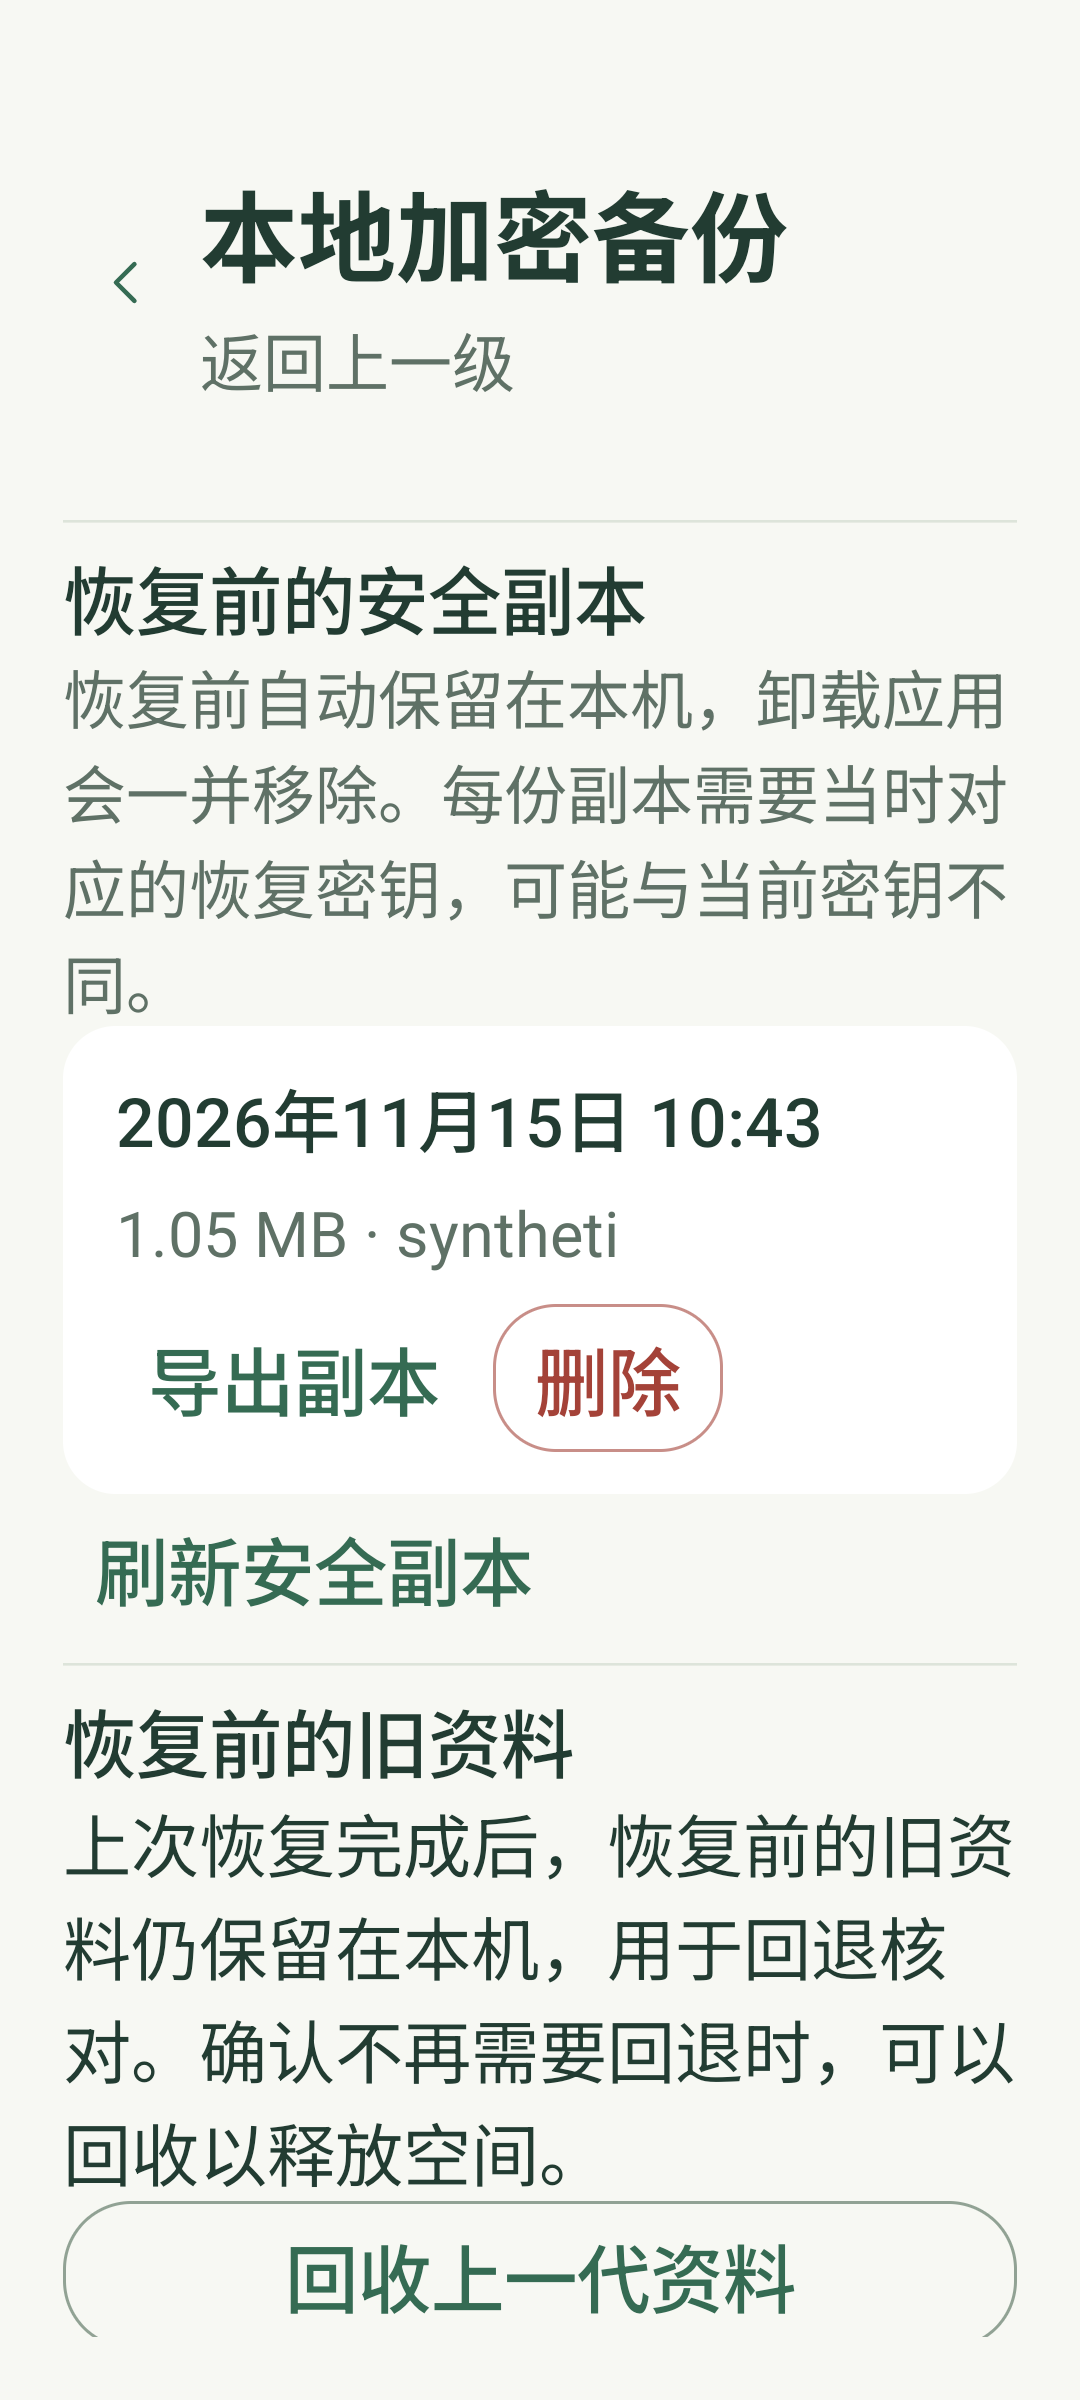 本地加密备份
返回上一级
恢复前的安全副本
恢复前自动保留在本机，卸载应用
会一并移除。每份副本需要当时对
应的恢复密钥，可能与当前密钥不
同。
2026年11月15日 10:43
1.05 MB · syntheti
导出副本
删除
刷新安全副本
恢复前的旧资料
上次恢复完成后，恢复前的旧资
料仍保留在本机，用于回退核
对。确认不再需要回退时，可以
回收以释放空间。
回收上一代资料